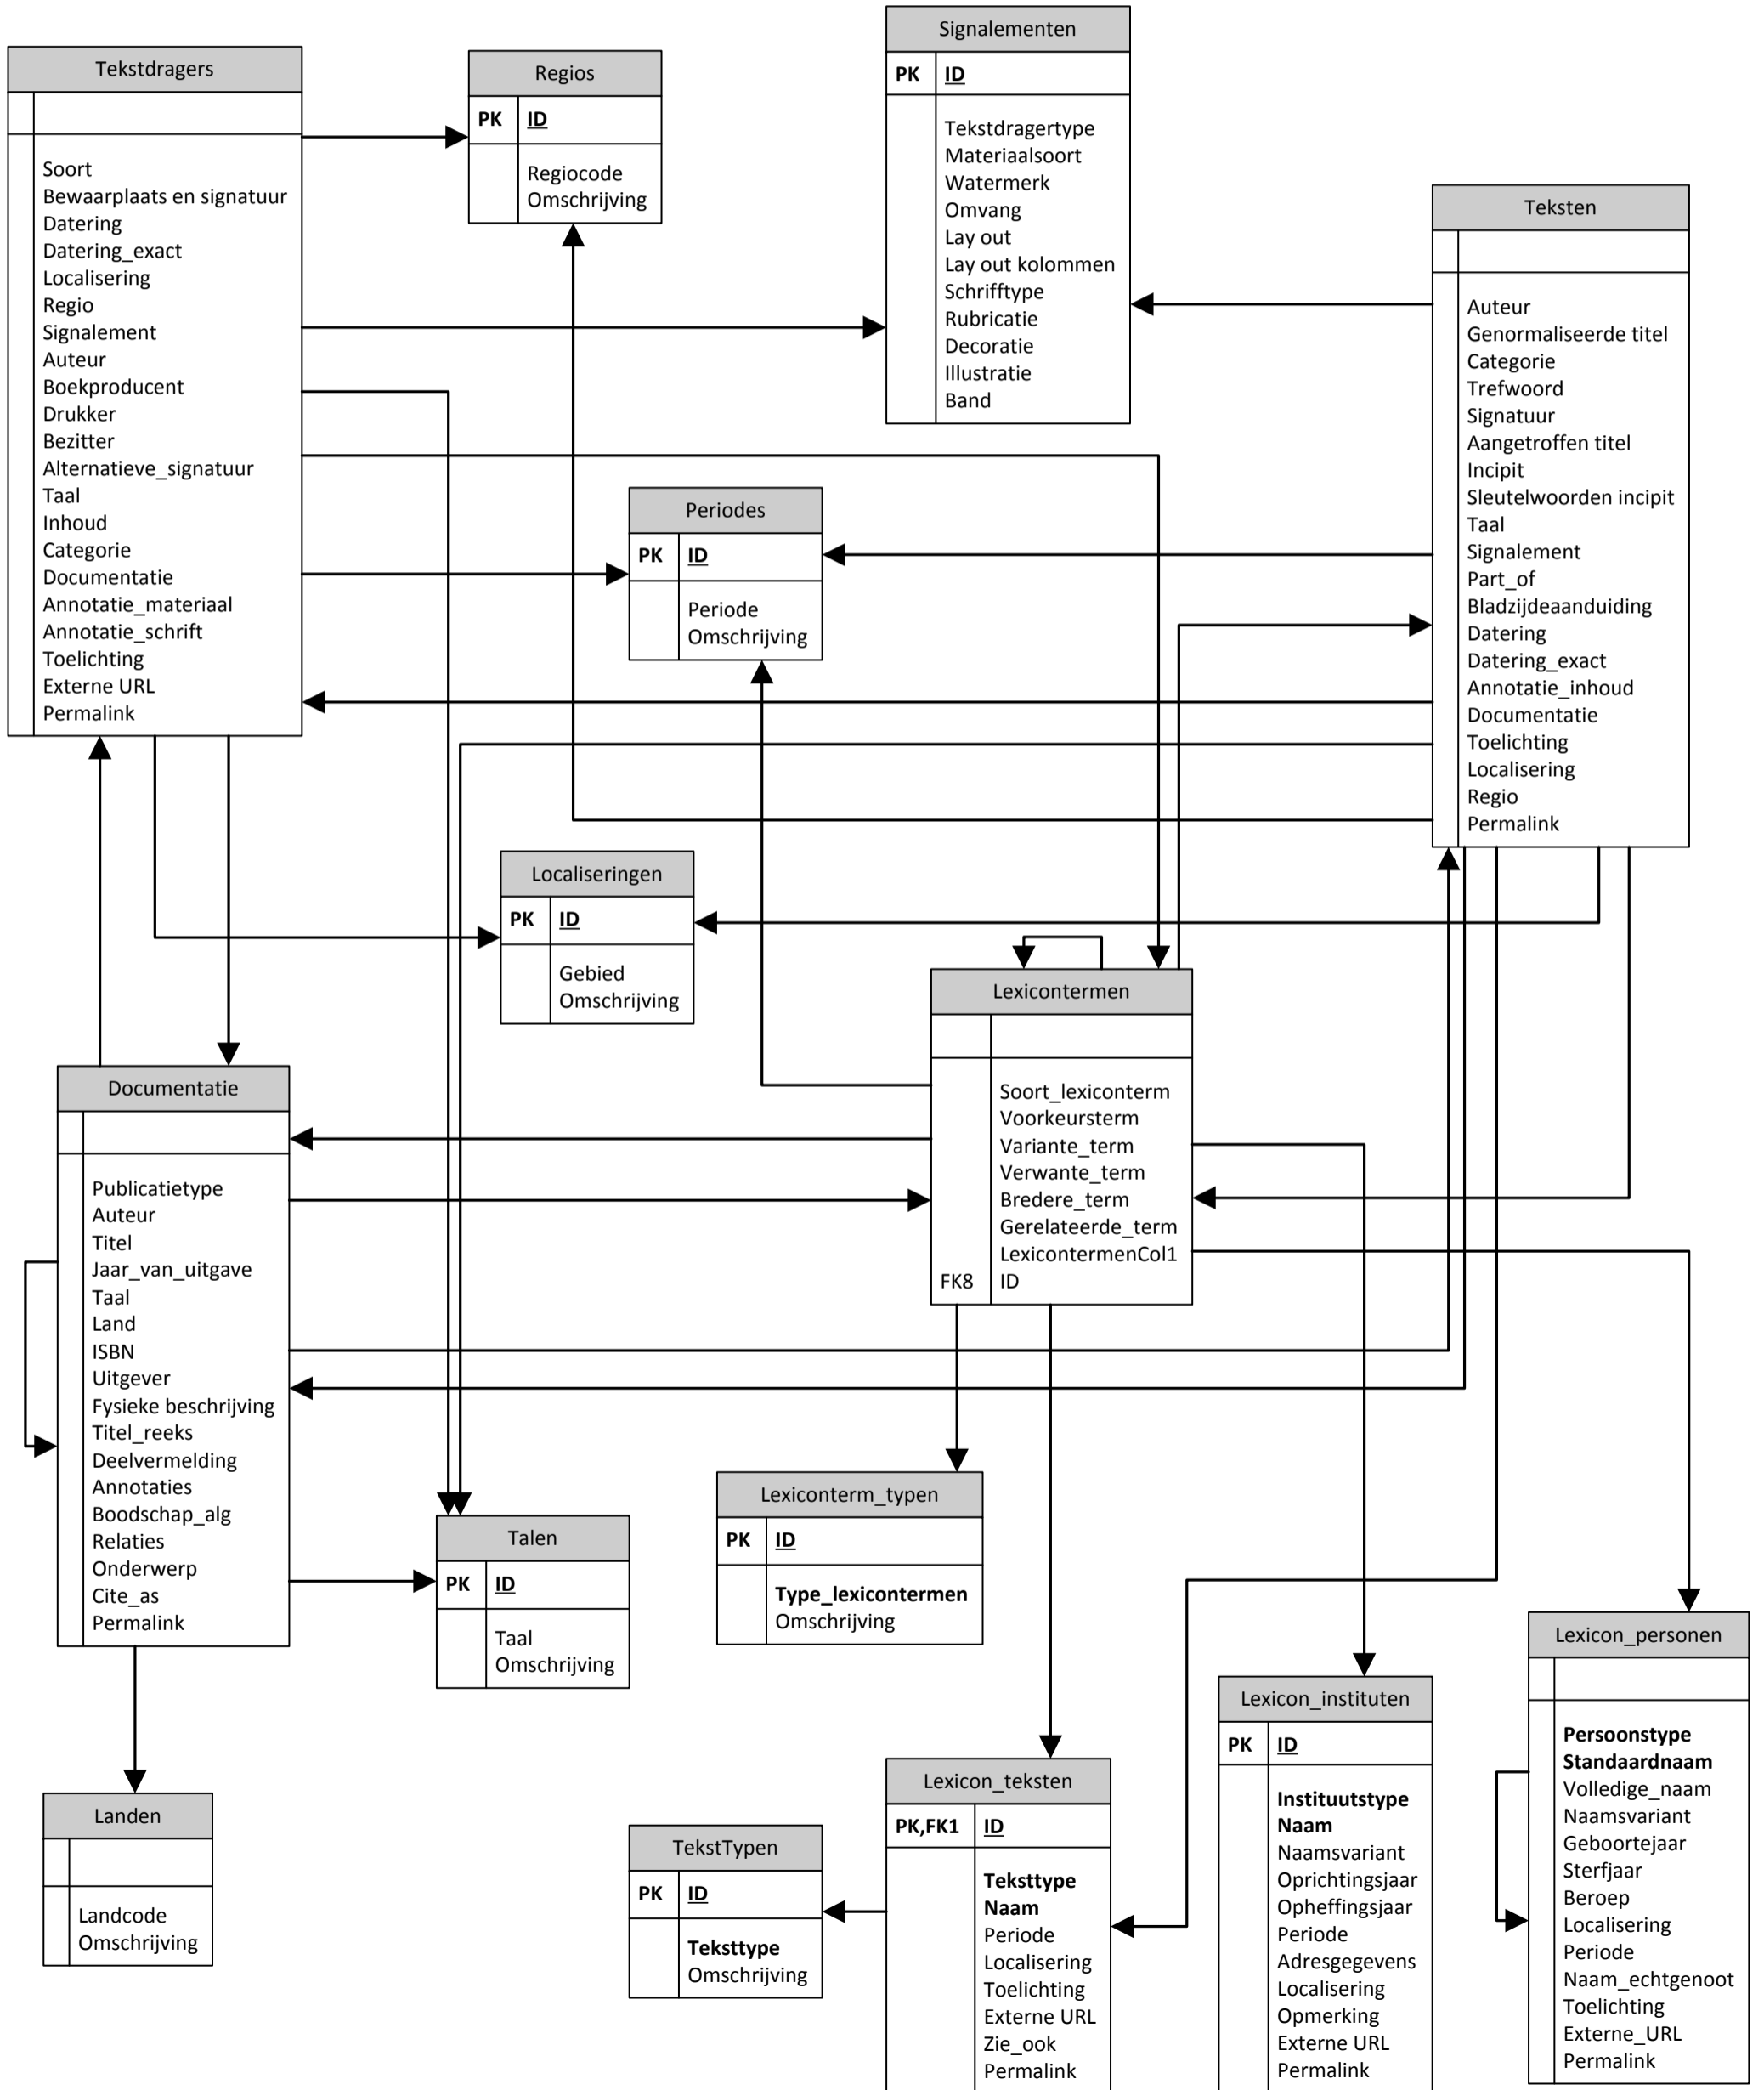 Tekstdragers
Soort
Bewaarplaats en signatuur
Datering
Datering_exact
Localisering
Regio
Signalement
Auteur
Boekproducent
Drukker
Bezitter
Alternatieve_signatuur
Taal
Inhoud
Categorie
Documentatie
Annotatie_materiaal
Annotatie_schrift
Toelichting
Externe URL
Permalink
Regios
PK ID
Regiocode
Omschrijving
Signalementen
PK ID
Tekstdragertype
Materiaalsoort
Watermerk
Omvang
Lay out
Lay out kolommen
Schrifftype
Rubricatie
Decoratie
Illustratie
Band
Teksten
Auteur
Genormaliseerde titel
Categorie
Trefwoord
Signatuur
Aangetroffen titel
Incipit
Sleutelwoorden incipit
Taal
Signalement
Part_of
Bladzijdeaanduiding
Datering
Datering_exact
Annotatie_inhoud
Documentatie
Toelichting
Localisering
Regio
Permalink
Periodes
PK ID
Periode
Omschrijving
Localiseringen
PK ID
Gebied
Omschrijving
Lexicontermen
Soort_lexiconterm
Voorkeursterm
Variante_term
Verwante_term
Bredere_term
Gerelateerde_term
LexicontermenCol1
FK8 ID
Documentatie
Publicatietype
Auteur
Titel
Jaar_van_uitgave
Taal
Land
ISBN
Uitgever
Fysieke beschrijving
Titel_reeks
Deelvermelding
Annotaties
Boodschap_alg
Relaties
Onderwerp
Cite_as
Permalink
Talen
PK ID
Taal
Omschrijving
Lexiconterm_typen
PK ID
Type_lexicontermen
Omschrijving
Landen
Landcode
Omschrijving
TekstTypen
PK ID
Teksttype
Omschrijving
Lexicon_teksten
PK,FK1 ID
Teksttype
Naam
Periode
Localisering
Toelichting
Externe URL
Zie_ook
Permalink
Lexicon_instituten
PK ID
Instituutstype
Naam
Naamsvariant
Oprichtingsjaar
Opheffingsjaar
Periode
Adresgegevens
Localisering
Opmerking
Externe URL
Permalink
Lexicon_personen
Persoonstype
Standaardnaam
Volledige_naam
Naamsvariant
Geboortejaar
Sterfjaar
Beroep
Localisering
Periode
Naam_echtgenoot
Toelichting
Externe_URL
Permalink